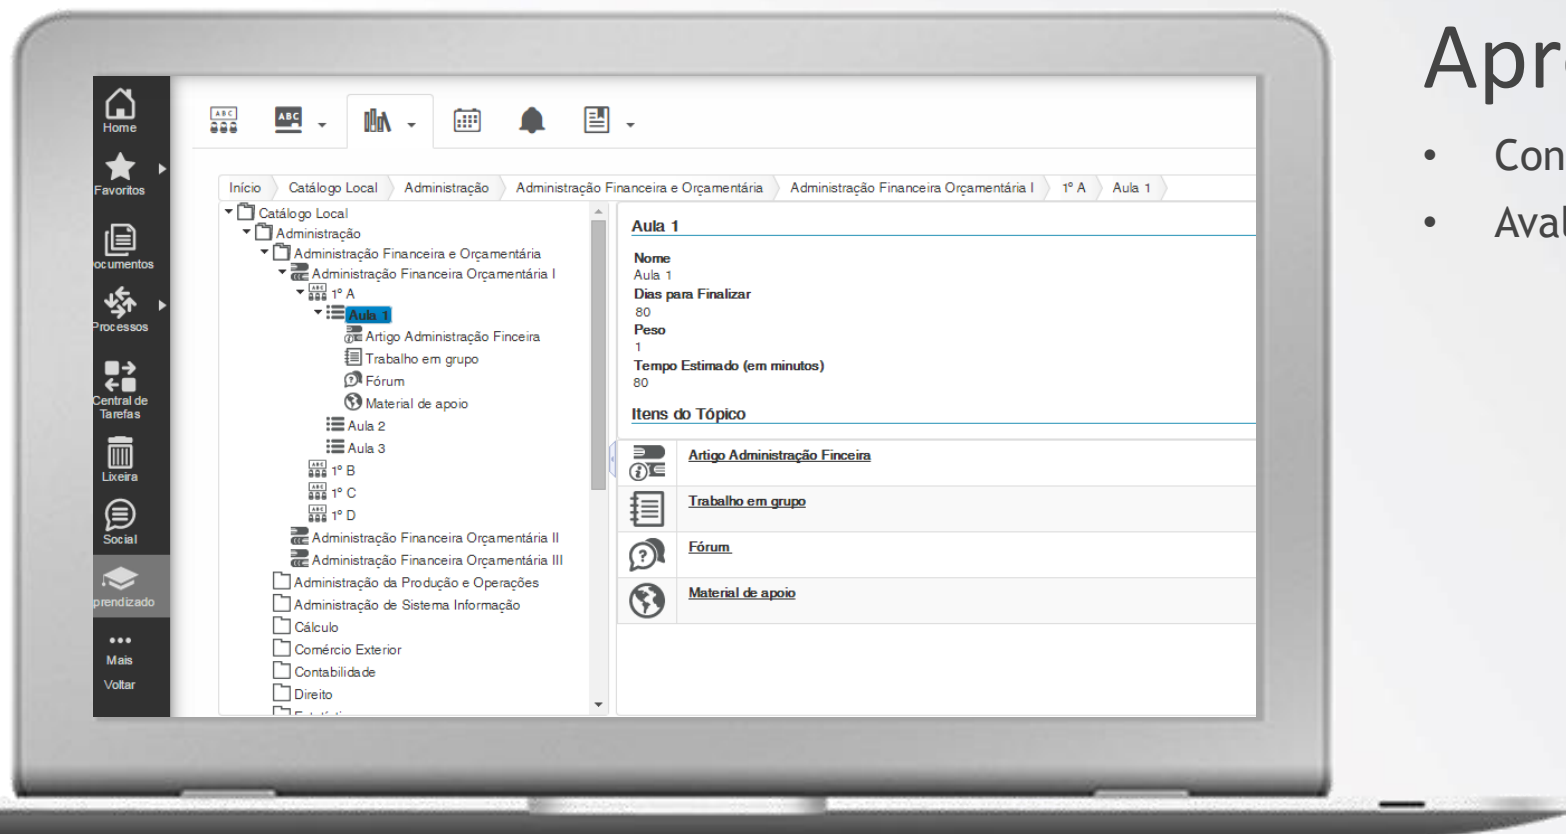 Home
Favoritos
ocumentos
Processos
Central de
Tarefas
Lixeira
Social
prendizado
Mais
Voltar
ABC
ABC
Início
Catálogo Local
Administração
Administração Financeira e Orçamentária
Administração Financeira Orçamentária I
1º A
Aula 1
Catálogo Local
Administração
Administração Financeira e Orçamentária
Administração Financeira Orçamentária I
1º A
Aula 1
Artigo Administração Finceira
Trabalho em grupo
Fórum
Material de apoio
Aula 2
Aula 3
1º B
1º C
1º D
Administração Financeira Orçamentária II
Administração Financeira Orçamentária III
Administração da Produção e Operações
Administração de Sistema Informação
Cálculo
Comércio Exterior
Contabilidade
Direito
Aula 1
Nome
Aula 1
Dias para Finalizar
80
Peso
1
Tempo Estimado (em minutos)
80
Itens do Tópico
Artigo Administração Finceira
Trabalho em grupo
Fórum
Material de apoio
Apr
• Con
• Aval